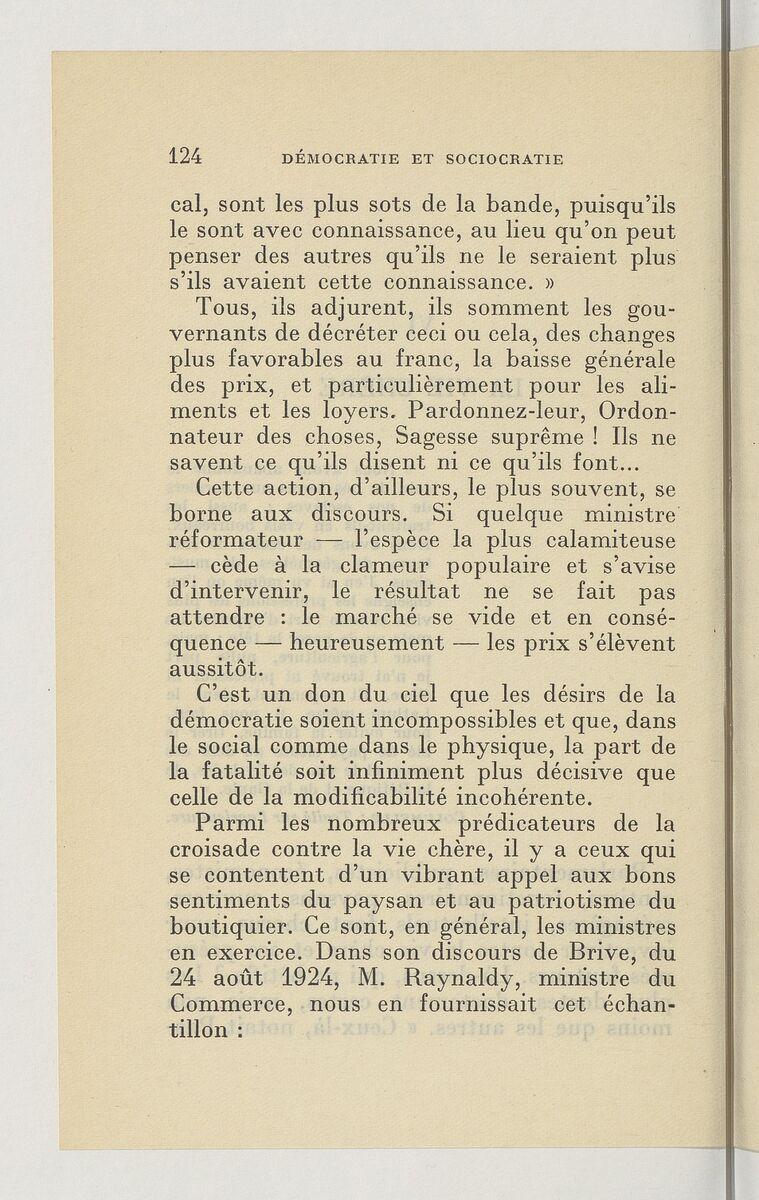 124 DÉMOCRATIE ET SOCIOCRATIE
cal, sont les plus sots de la bande, puisqu'ils
le sont avec connaissance, au lieu qu'on peut
penser des autres qu'ils ne le seraient plus
s'ils avaient cette connaissance. »
Tous, ils adjurent, ils somment les gou-
vernants de décréter ceci ou cela, des changes
plus favorables au franc, la baisse générale
des prix, et particulièrement pour les ali-
ments et les loyers. Pardonnez-leur, Ordon-
nateur des choses, Sagesse suprême ! Ils ne
savent ce qu'ils disent ni ce qu'ils font...
Cette action, d'ailleurs, le plus souvent, se
borne aux discours. Si quelque ministre
réformateur — l'espèce la plus calamiteuse
— cède à la clameur populaire et s'avise
d'intervenir, le résultat ne se fait pas
attendre : le marché se vide et en consé-
quence — heureusement — les prix s'élèvent
aussitôt.
C'est un don du ciel que les désirs de la
démocratie soient incompossibles et que, dans
le social comme dans le physique, la part de
la fatalité soit infiniment plus décisive que
celle de la modificabilité incohérente.
Parmi les nombreux prédicateurs de la
croisade contre la vie chère, il y a ceux qui
se contentent d'un vibrant appel aux bons
sentiments du paysan et au patriotisme du
boutiquier. Ce sont, en général, les ministres
en exercice. Dans son discours de Brive, du
24 août 1924, M. Raynaldy, ministre du
Commerce, nous en fournissait cet échan-
tillon :